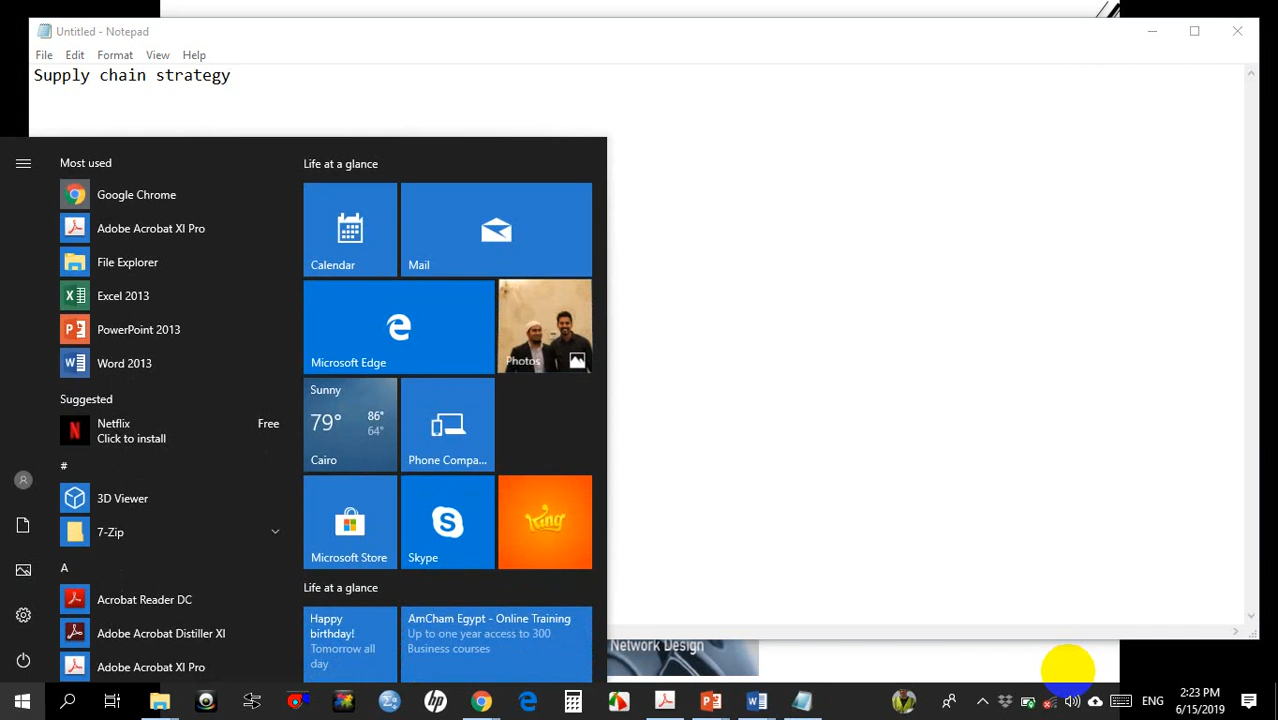 Untitled - Notepad
File Edit Format View Help
Supply chain strategy
Most used
Google Chrome
Adobe Acrobat XI Pro
File Explorer
Excel 2013
PowerPoint 2013
Word 2013
Suggested
Netflix Free
Click to install
#
3D Viewer
7-Zip
A
Acrobat Reader DC
Adobe Acrobat Distiller XI
Adobe Acrobat XI Pro
Life at a glance
Calendar
Mail
Microsoft Edge
Photos
Sunny
79° 86°
64°
Cairo
Phone Compa...
Microsoft Store
Skype
King
Life at a glance
Happy
birthday!
Tomorrow all
day
AmCham Egypt - Online Training
Up to one year access to 300
Business courses
Network Design
hp
ENG
2:23 PM
6/15/2019